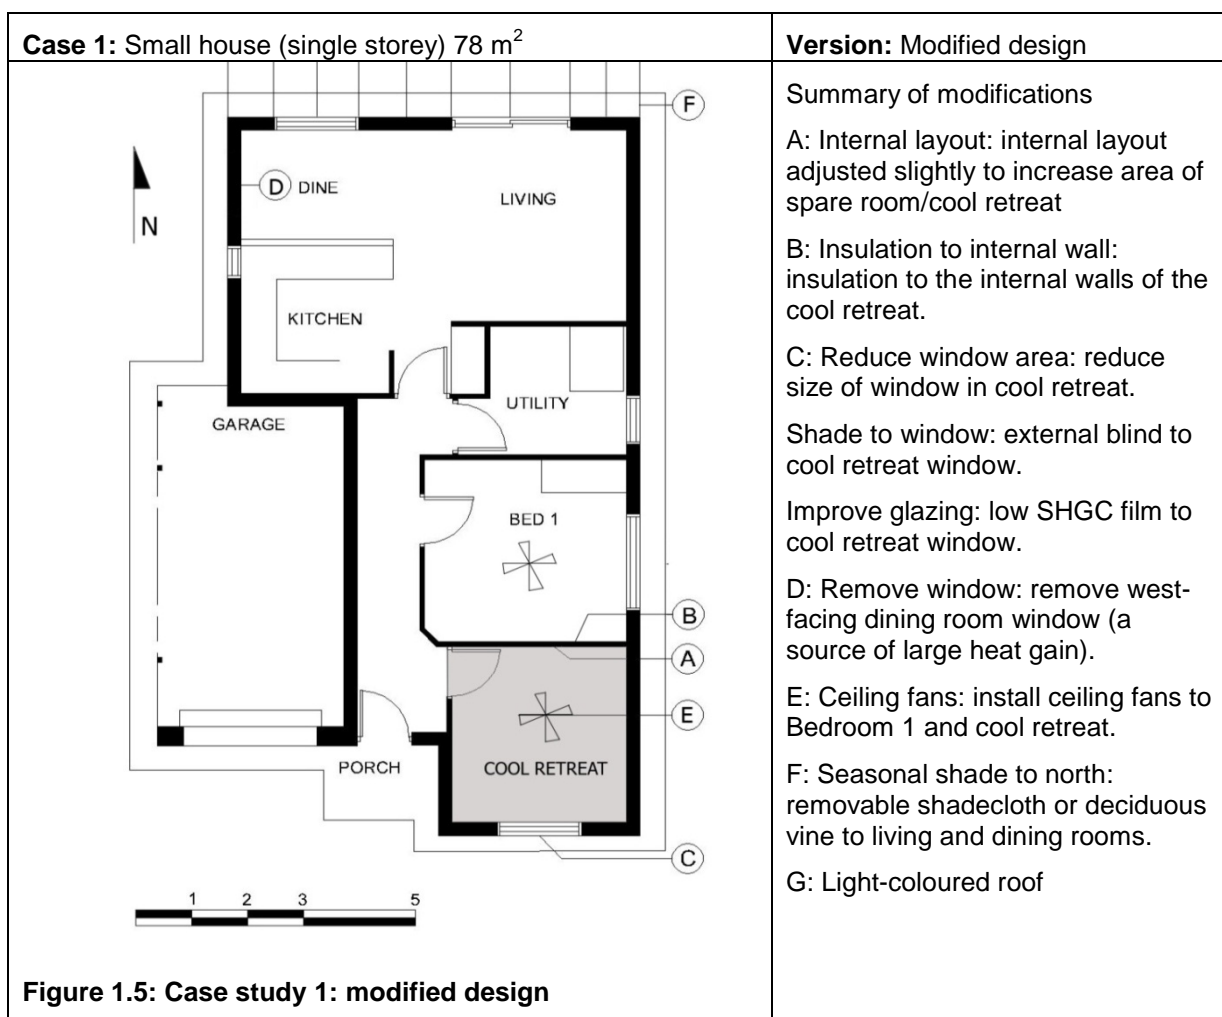 Case 1: Small house (single storey) 78 m²
Version: Modified design
F
N
D DINE
LIVING
KITCHEN
UTILITY
GARAGE
BED 1
B
A
E
PORCH
COOL RETREAT
C
1 2 3 5
Figure 1.5: Case study 1: modified design
Summary of modifications
A: Internal layout: internal layout
adjusted slightly to increase area of
spare room/cool retreat
B: Insulation to internal wall:
insulation to the internal walls of the
cool retreat.
C: Reduce window area: reduce
size of window in cool retreat.
Shade to window: external blind to
cool retreat window.
Improve glazing: low SHGC film to
cool retreat window.
D: Remove window: remove west-
facing dining room window (a
source of large heat gain).
E: Ceiling fans: install ceiling fans to
Bedroom 1 and cool retreat.
F: Seasonal shade to north:
removable shadecloth or deciduous
vine to living and dining rooms.
G: Light-coloured roof